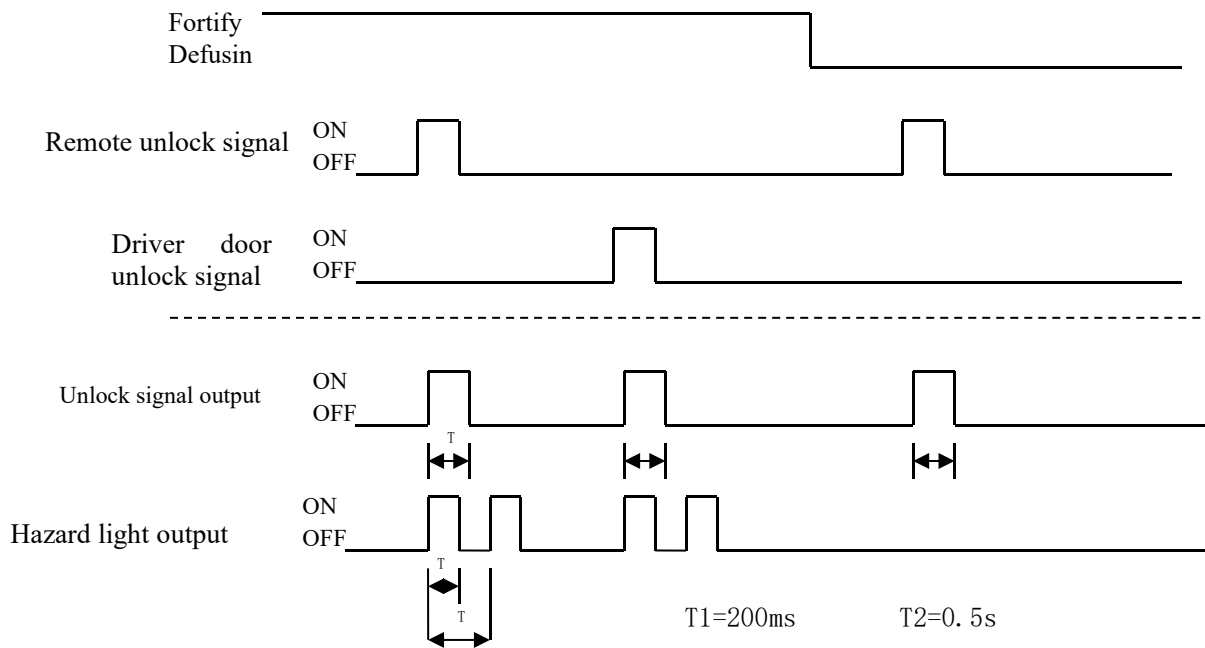 Fortify
Defusin
Remote unlock signal
ON
OFF
Driver door
unlock signal
ON
OFF
Unlock signal output
ON
OFF
T
Hazard light output
ON
OFF
T
T
T1=200ms T2=0.5s